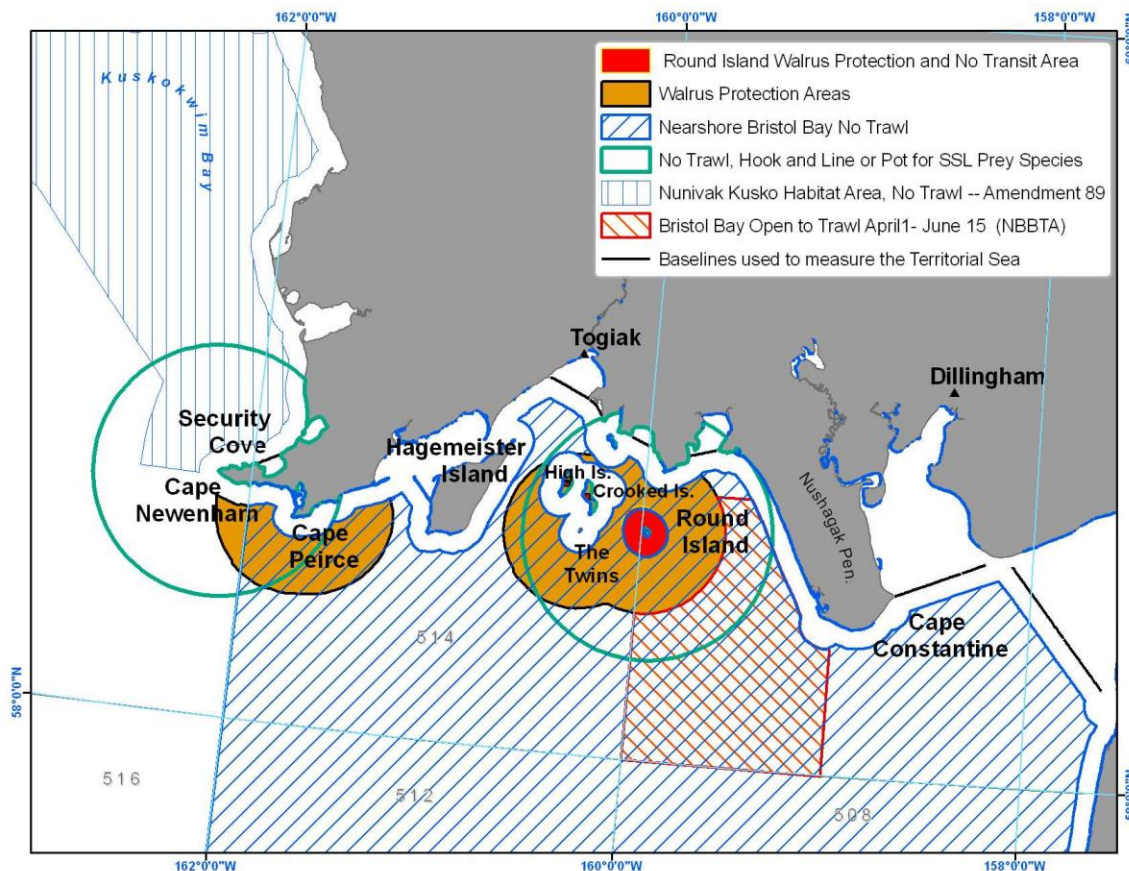 162°0'0"W
160°0'0"W
158°0'0"W
Kuskokwim Bay
Round Island Walrus Protection and No Transit Area
Walrus Protection Areas
Nearshore Bristol Bay No Trawl
No Trawl, Hook and Line or Pot for SSL Prey Species
Nunivak Kusko Habitat Area, No Trawl -- Amendment 89
Bristol Bay Open to Trawl April1- June 15 (NBBTA)
Baselines used to measure the Territorial Sea
Togiak
Dillingham
Security
Cove
Hagemeister
Island
High Is.
Crooked Is.
Cape
Newenham
Cape
Peirce
The
Twins
Round
Island
Nushagak Pen.
Cape
Constantine
514
58°0'0"N
516
512
508
162°0'0"W
160°0'0"W
158°0'0"W